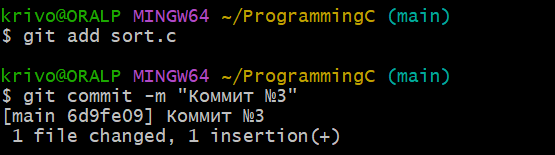 krivo@ORALP MINGW64 ~/ProgrammingC (main)
$ git add sort.c
krivo@ORALP MINGW64 ~/ProgrammingC (main)
$ git commit -m "Коммит №3"
[main 6d9fe09] Коммит №3
 1 file changed, 1 insertion(+)